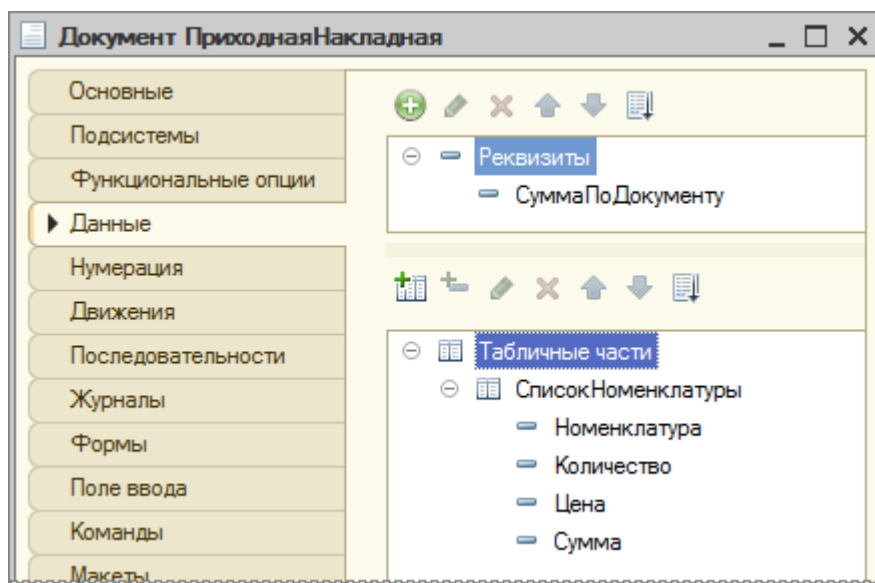 Документ ПриходнаяНакладная
Основные
Подсистемы
Функциональные опции
Данные
Нумерация
Движения
Последовательности
Журналы
Формы
Поле ввода
Команды
Макеты
Реквизиты
СуммаПоДокументу
Табличные части
СписокНоменклатуры
Номенклатура
Количество
Цена
Сумма